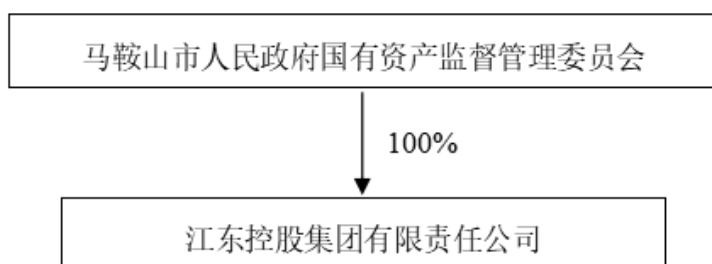 马鞍山市人民政府国有资产监督管理委员会
100%
江东控股集团有限责任公司